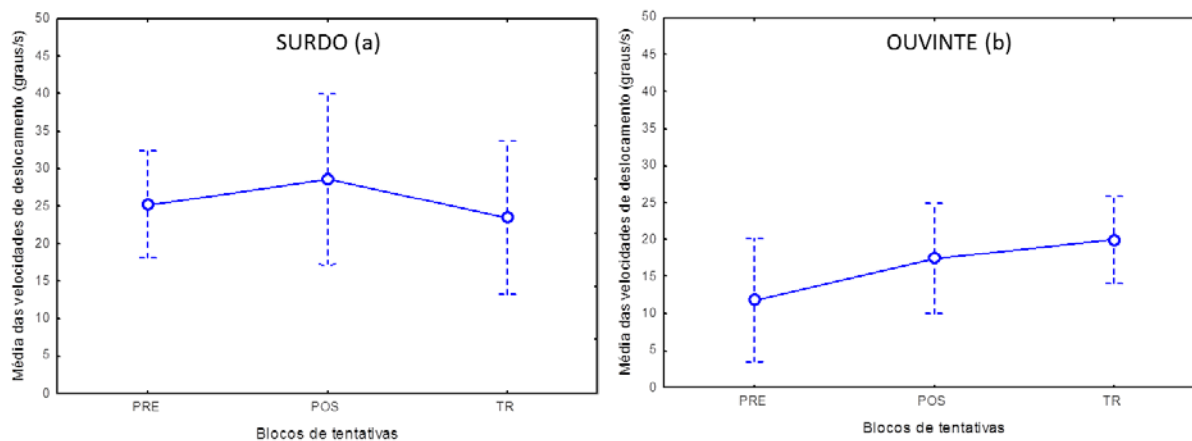 SURDO (a)
Média das velocidades de deslocamento (graus/s)
50
45
40
35
30
25
20
15
10
5
0
PRE POS TR
Blocos de tentativas
OUVINTE (b)
Média das velocidades de deslocamento (graus/s)
50
45
40
35
30
25
20
15
10
5
0
PRE POS TR
Blocos de tentativas